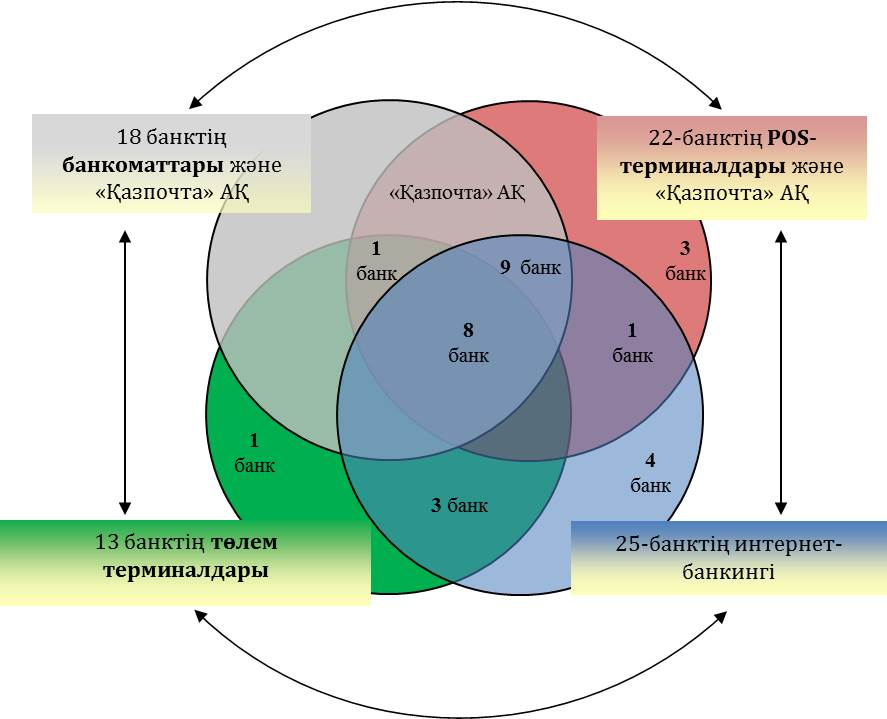 18 банктің
банкоматтары және
«Қазпочта» АҚ
22-банктің POS-
терминалдары және
«Қазпочта» АҚ
«Қазпочта» АҚ
1
банк
9 банк
3
банк
8
банк
1
банк
1
банк
4
банк
3 банк
13 банктің төлем
терминалдары
25-банктің интернет-
банкингі